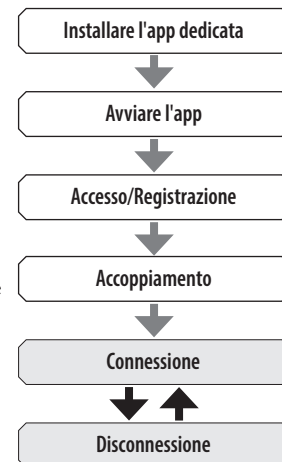 Installare l'app dedicata
Avviare l'app
Accesso/Registrazione
Accoppiamento
e
Connessione
Disconnessione